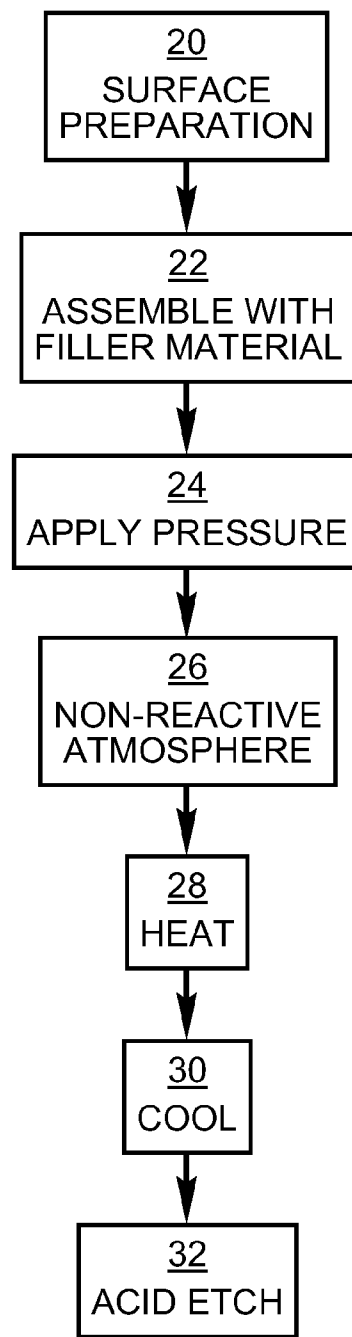 20
SURFACE
PREPARATION
22
ASSEMBLE WITH
FILLER MATERIAL
24
APPLY PRESSURE
26
NON-REACTIVE
ATMOSPHERE
28
HEAT
30
COOL
32
ACID ETCH